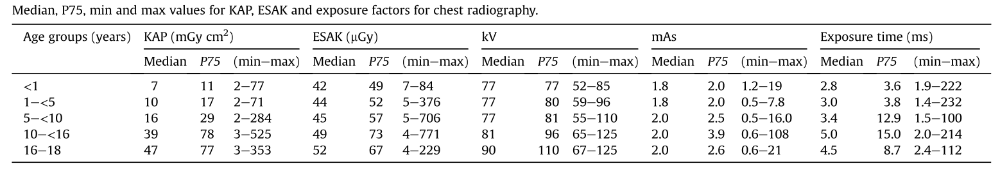 Median, P75, min and max values for KAP, ESAK and exposure factors for chest radiography.
Age groups (years) KAP (mGy cm²) ESAK (μGy) kV mAs Exposure time (ms)
Median P75 (min–max) Median P75 (min–max) Median P75 (min–max) Median P75 (min–max) Median P75 (min–max)
<1 7 11 2–77 42 49 7–84 77 77 52–85 1.8 2.0 1.2–19 2.8 3.6 1.9–222
1–<5 10 17 2–71 44 52 5–376 77 80 59–96 1.8 2.0 0.5–7.8 3.0 3.8 1.4–232
5–<10 16 29 2–284 45 57 5–706 77 81 55–110 2.0 2.5 0.5–16.0 3.4 12.9 1.5–100
10–<16 39 78 3–525 49 73 4–771 81 96 65–125 2.0 3.9 0.6–108 5.0 15.0 2.0–214
16–18 47 77 3–353 52 67 4–229 90 110 67–125 2.0 2.6 0.6–21 4.5 8.7 2.4–112